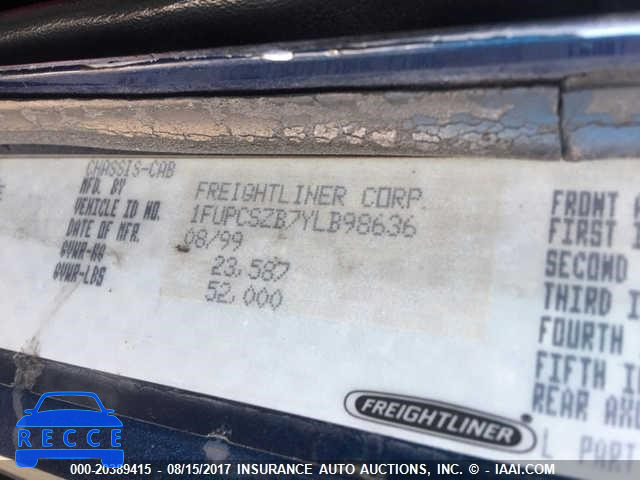 CHASSIS-CAB
MFD. BY FREIGHTLINER CORP.
VEHICLE ID NO. 1FUPCSZB7YLB98636
DATE OF MFR. 08/99
GVWR-KG 23,587
GVWR-LBS 52,000
FRONT
FIRST
SECOND
THIRD
FOURTH
FIFTH
REAR
FREIGHTLINER
L PART
RECCE
000-20389415 - 08/15/2017 INSURANCE AUTO AUCTIONS, INC. © - IAAI.COM